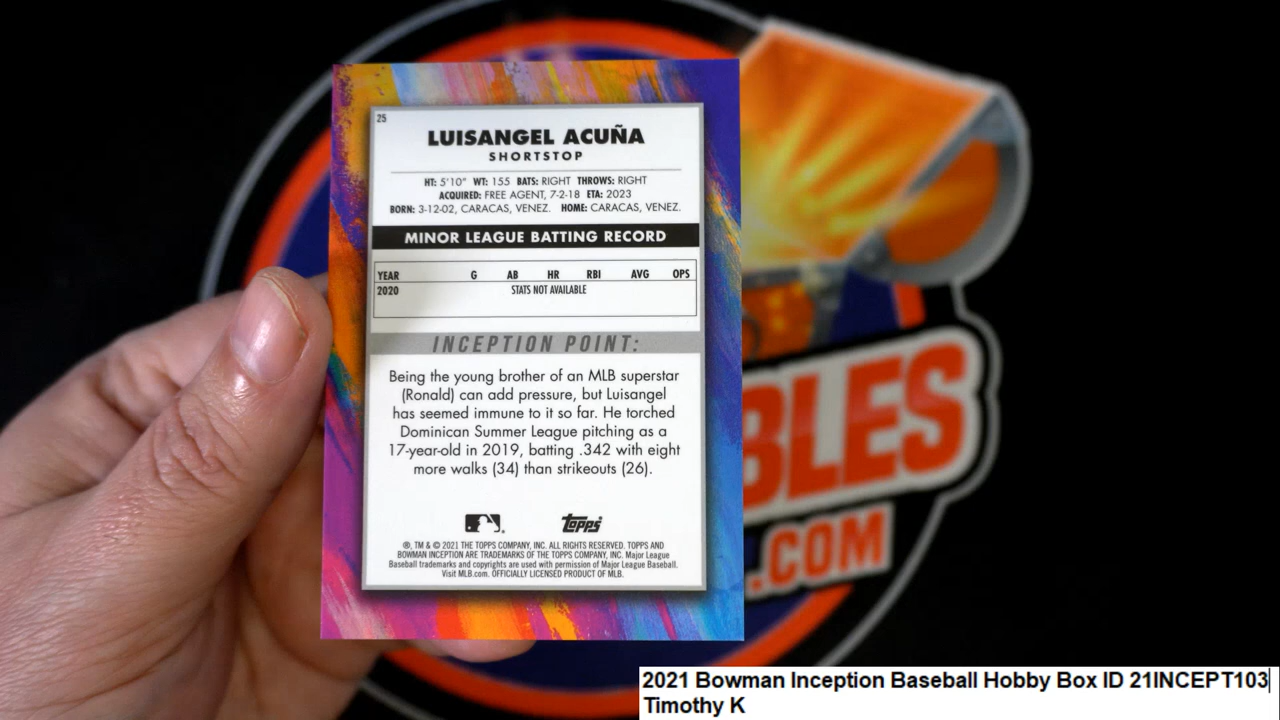 25
LUISANGEL ACUÑA
SHORTSTOP
HT: 5'10" WT: 155 BATS: RIGHT THROWS: RIGHT
ACQUIRED: FREE AGENT, 7-2-18 ETA: 2023
BORN: 3-12-02, CARACAS, VENEZ. HOME: CARACAS, VENEZ.
MINOR LEAGUE BATTING RECORD
YEAR G AB HR RBI AVG OPS
2020 STATS NOT AVAILABLE
INCEPTION POINT:
Being the young brother of an MLB superstar
(Ronald) can add pressure, but Luisangel
has seemed immune to it so far. He torched
Dominican Summer League pitching as a
17-year-old in 2019, batting .342 with eight
more walks (34) than strikeouts (26).
Topps
®, TM & © 2021 THE TOPPS COMPANY, INC. ALL RIGHTS RESERVED. TOPPS AND
BOWMAN INCEPTION ARE TRADEMARKS OF THE TOPPS COMPANY, INC. Major League
Baseball trademarks and copyrights are used with permission of Major League Baseball.
Visit MLB.com. OFFICIALLY LICENSED PRODUCT OF MLB.
BLES
.COM
2021 Bowman Inception Baseball Hobby Box ID 21INCEPT103
Timothy K